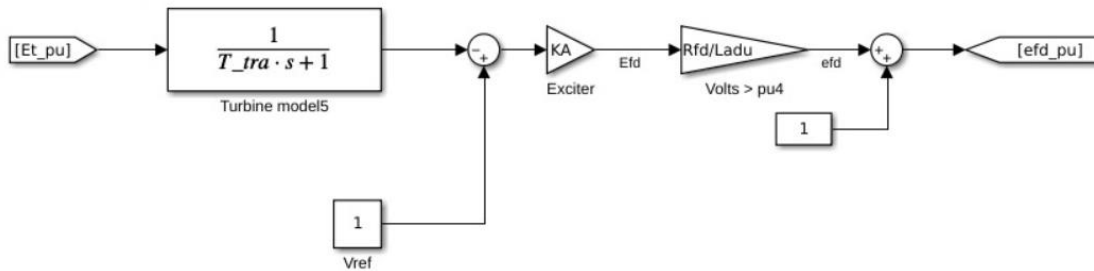 [Et_pu]
1
T_tra · s + 1
Turbine model5
−
+
KA
Exciter
Efd
Rfd/Ladu
Volts > pu4
efd
+
+
[efd_pu]
1
1
Vref